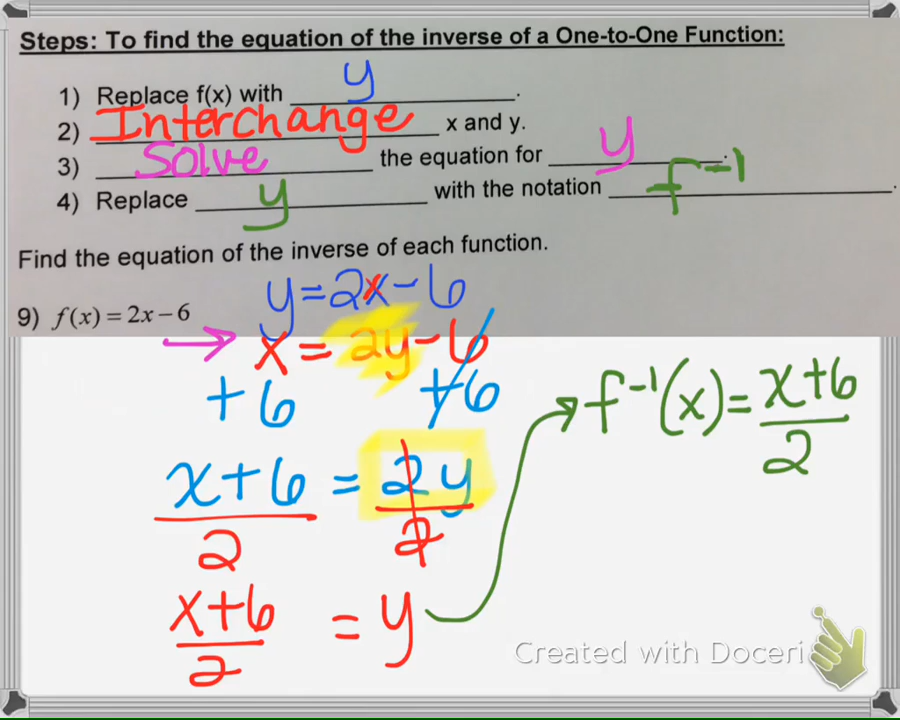 Steps: To find the equation of the inverse of a One-to-One Function:
1) Replace f(x) with y.
2) Interchange x and y.
3) Solve the equation for y.
4) Replace y with the notation f⁻¹.
Find the equation of the inverse of each function.
y = 2x - 6
9) f(x) = 2x - 6
x = 2y - 6
+6 +6
f⁻¹(x) = x+6
2
x+6 = 2y
2 2
x+6 = y
2
Created with Doceri